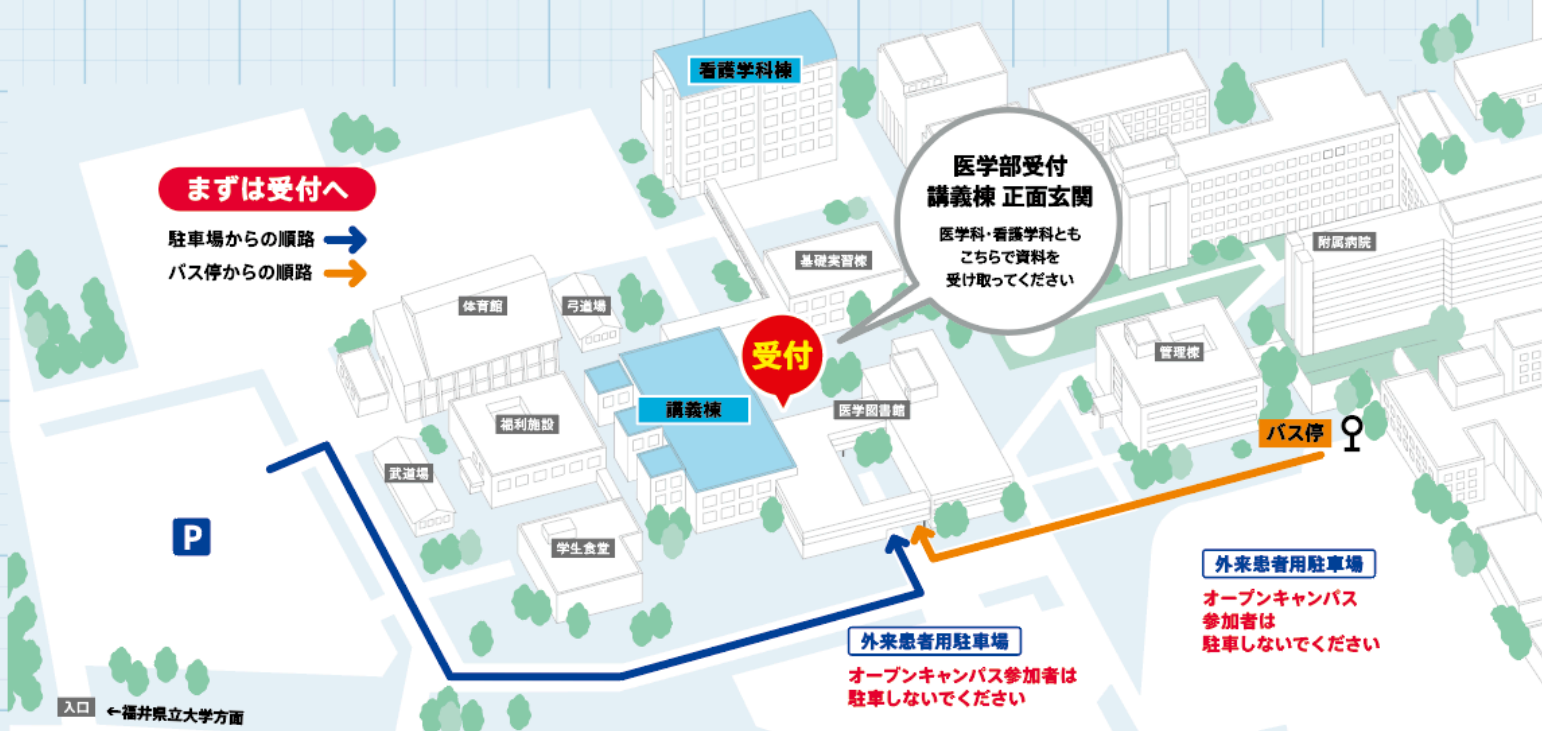 看護学科棟
医学部受付
講義棟 正面玄関
医学科・看護学科とも
こちらで資料を
受け取ってください
まずは受付へ
駐車場からの順路
バス停からの順路
基礎実習棟
附属病院
体育館
弓道場
受付
管理棟
講義棟
医学図書館
福利施設
バス停
武道場
P
学生食堂
外来患者用駐車場
オープンキャンパス
参加者は
駐車しないでください
外来患者用駐車場
オープンキャンパス参加者は
駐車しないでください
入口 ←福井県立大学方面